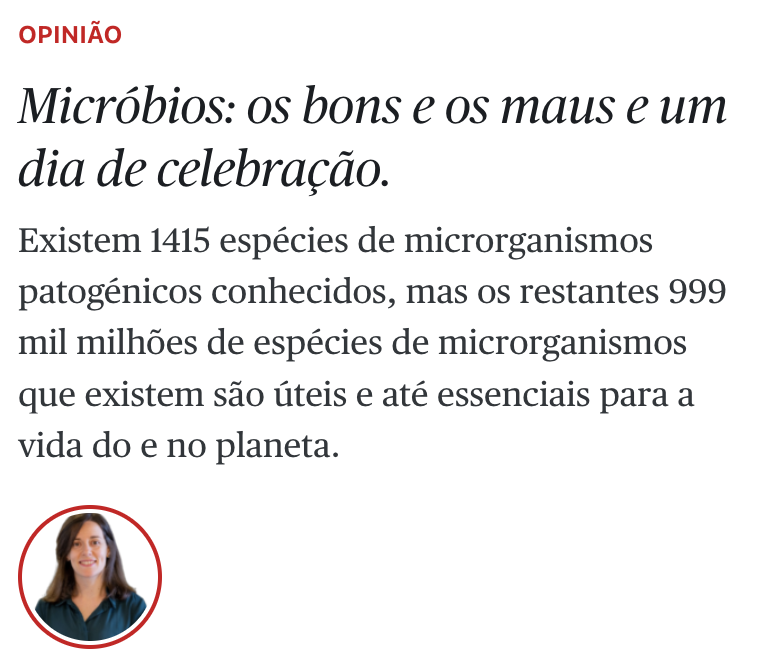 OPINIÃO
Micróbios: os bons e os maus e um
dia de celebração.
Existem 1415 espécies de microrganismos
patogénicos conhecidos, mas os restantes 999
mil milhões de espécies de microrganismos
que existem são úteis e até essenciais para a
vida do e no planeta.